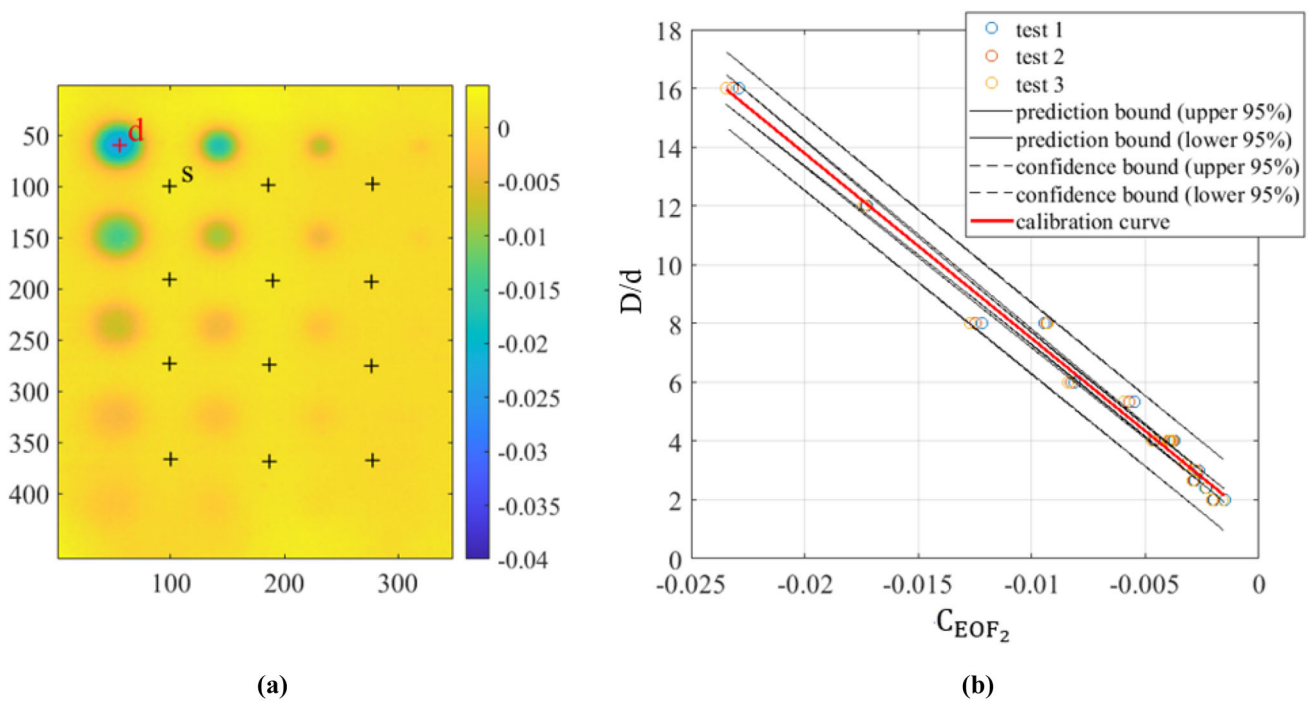 50
100
150
200
250
300
350
400
100
200
300
d
s
0
-0.005
-0.01
-0.015
-0.02
-0.025
-0.03
-0.035
-0.04
(a)
18
16
14
12
10
8
6
4
2
0
D/d
-0.025
-0.02
-0.015
-0.01
-0.005
0
C_EOF₂
test 1
test 2
test 3
prediction bound (upper 95%)
prediction bound (lower 95%)
confidence bound (upper 95%)
confidence bound (lower 95%)
calibration curve
(b)